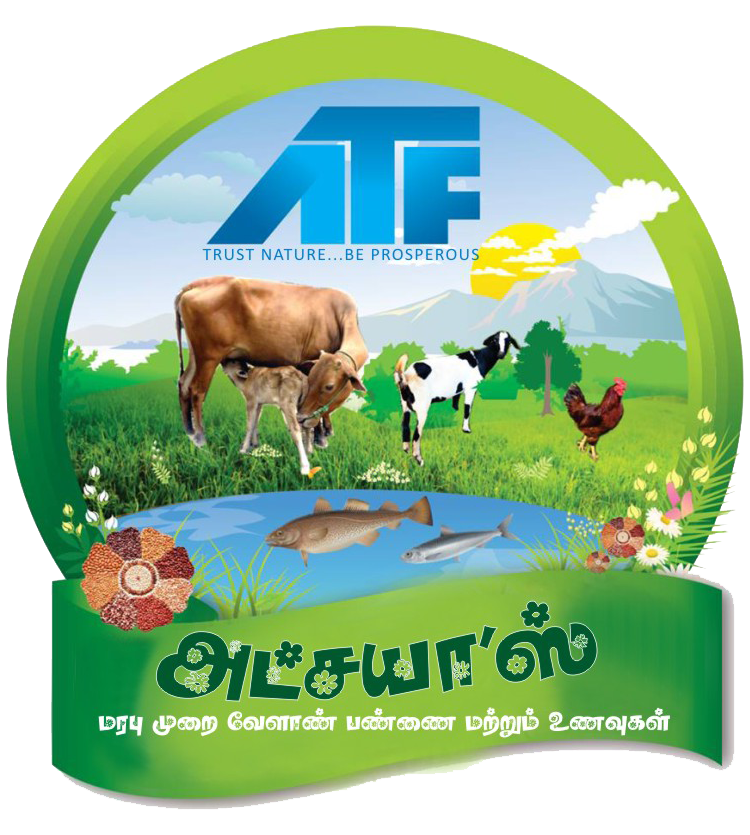 ATF
TRUST NATURE...BE PROSPEROUS
அட்சயா'ஸ்
மரபு முறை வேளாண் பண்ணை மற்றும் உணவுகள்